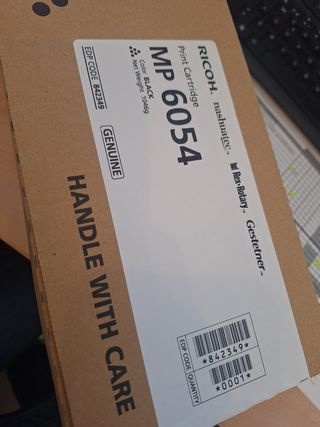 RICOH nashuatec Rex-Rotary Gestetner
Print Cartridge
MP 6054
Color: BLACK
Net Weight: 1046g
EDP CODE 842349
GENUINE
HANDLE WITH CARE
*842349*
EDP CODE
*0001*
QUANTITY